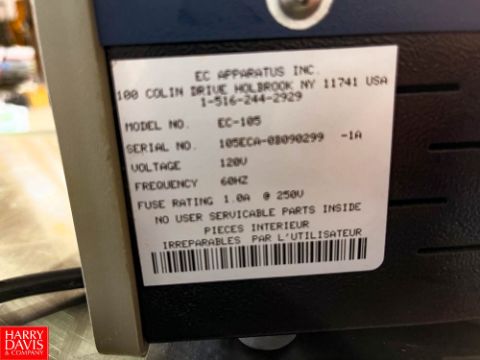 EC APPARATUS INC.
100 COLIN DRIVE HOLBROOK NY 11741 USA
1-516-244-2929
MODEL NO. EC-105
SERIAL NO. 105ECA-0B090299 -1A
VOLTAGE 120V
FREQUENCY 60HZ
FUSE RATING 1.0A @ 250V
NO USER SERVICABLE PARTS INSIDE
PIECES INTERIEUR
IRREPARABLES PAR L'UTILISATEUR
HARRY
DAVIS
& COMPANY